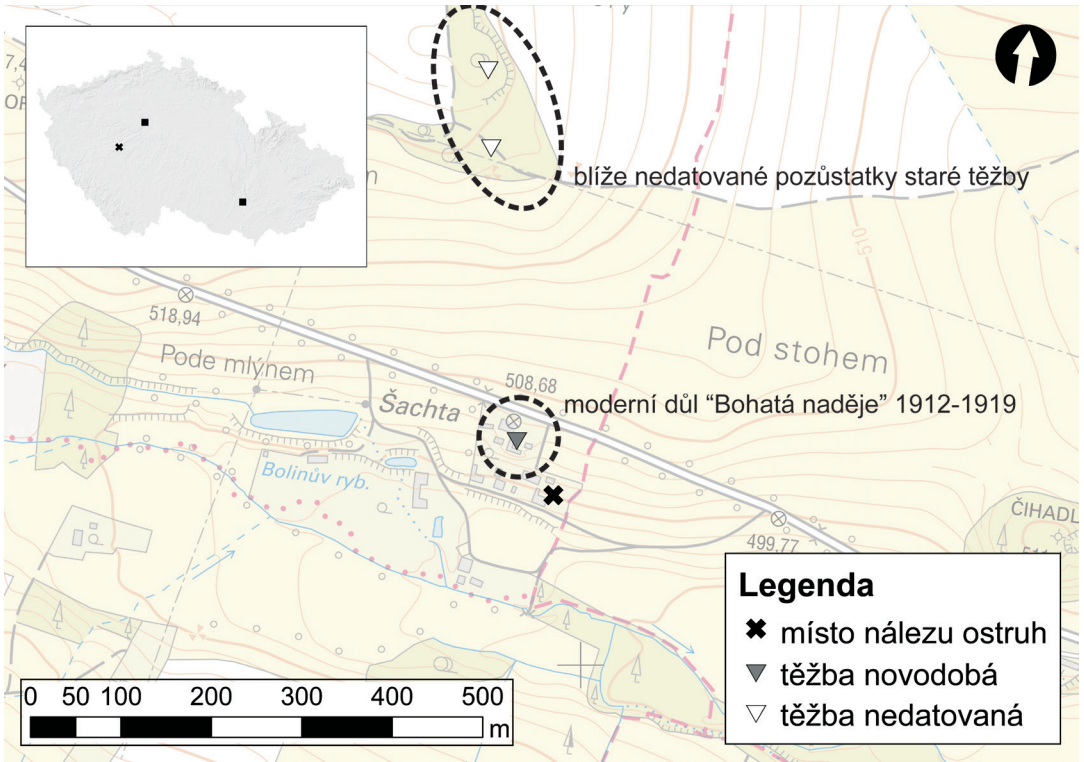 blíže nedatované pozůstatky staré těžby
510
518,94
Pode mlýnem
Pod stohem
508,68
Šachta
moderní důl “Bohatá naděje” 1912-1919
Bolinův ryb.
ČIHADL
499,77
Legenda
místo nálezu ostruh
těžba novodobá
těžba nedatovaná
0 50 100 200 300 400 500
m